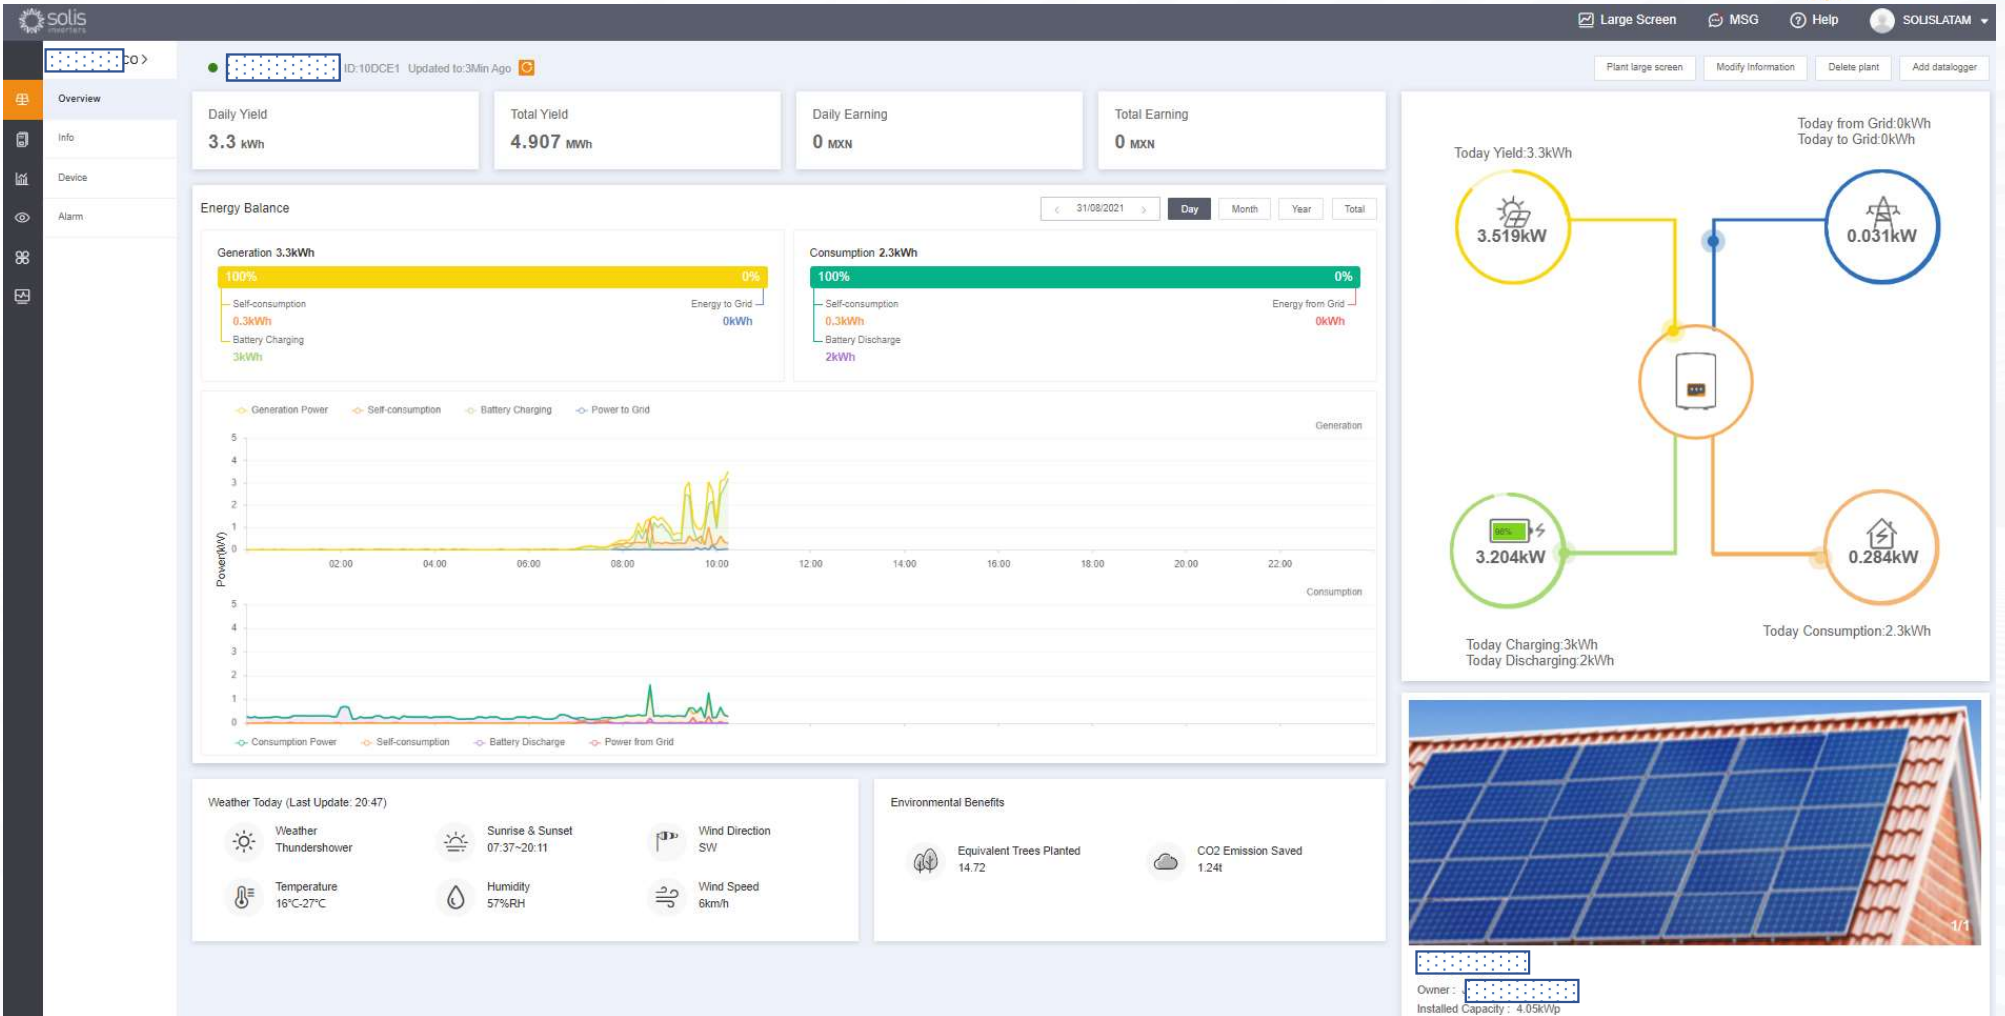 solis
inverters
Large Screen
MSG
Help
SOLISLATAM
CO >
ID:10DCE1 Updated to:3Min Ago
Plant large screen
Modify Information
Delete plant
Add datalogger
Overview
Info
Device
Alarm
Daily Yield
3.3 kWh
Total Yield
4.907 MWh
Daily Earning
0 MXN
Total Earning
0 MXN
Energy Balance
< 31/08/2021 >
Day
Month
Year
Total
Generation 3.3kWh
100% 0%
Self-consumption
0.3kWh
Battery Charging
3kWh
Energy to Grid
0kWh
Consumption 2.3kWh
100% 0%
Self-consumption
0.3kWh
Battery Discharge
2kWh
Energy from Grid
0kWh
Generation Power Self-consumption Battery Charging Power to Grid
Generation
5
4
3
2
1
0
Power(kW)
02:00 04:00 06:00 08:00 10:00 12:00 14:00 16:00 18:00 20:00 22:00
Consumption
5
4
3
2
1
0
Consumption Power Self-consumption Battery Discharge Power from Grid
Weather Today (Last Update: 20:47)
Weather
Thundershower
Sunrise & Sunset
07:37~20:11
Wind Direction
SW
Temperature
16°C-27°C
Humidity
57%RH
Wind Speed
6km/h
Environmental Benefits
Equivalent Trees Planted
14.72
CO2 Emission Saved
1.24t
Today from Grid:0kWh
Today to Grid:0kWh
Today Yield:3.3kWh
3.519kW
0.031kW
3.204kW
0.284kW
Today Consumption:2.3kWh
Today Charging:3kWh
Today Discharging:2kWh
1/1
Owner :
Installed Capacity : 4.05kWp